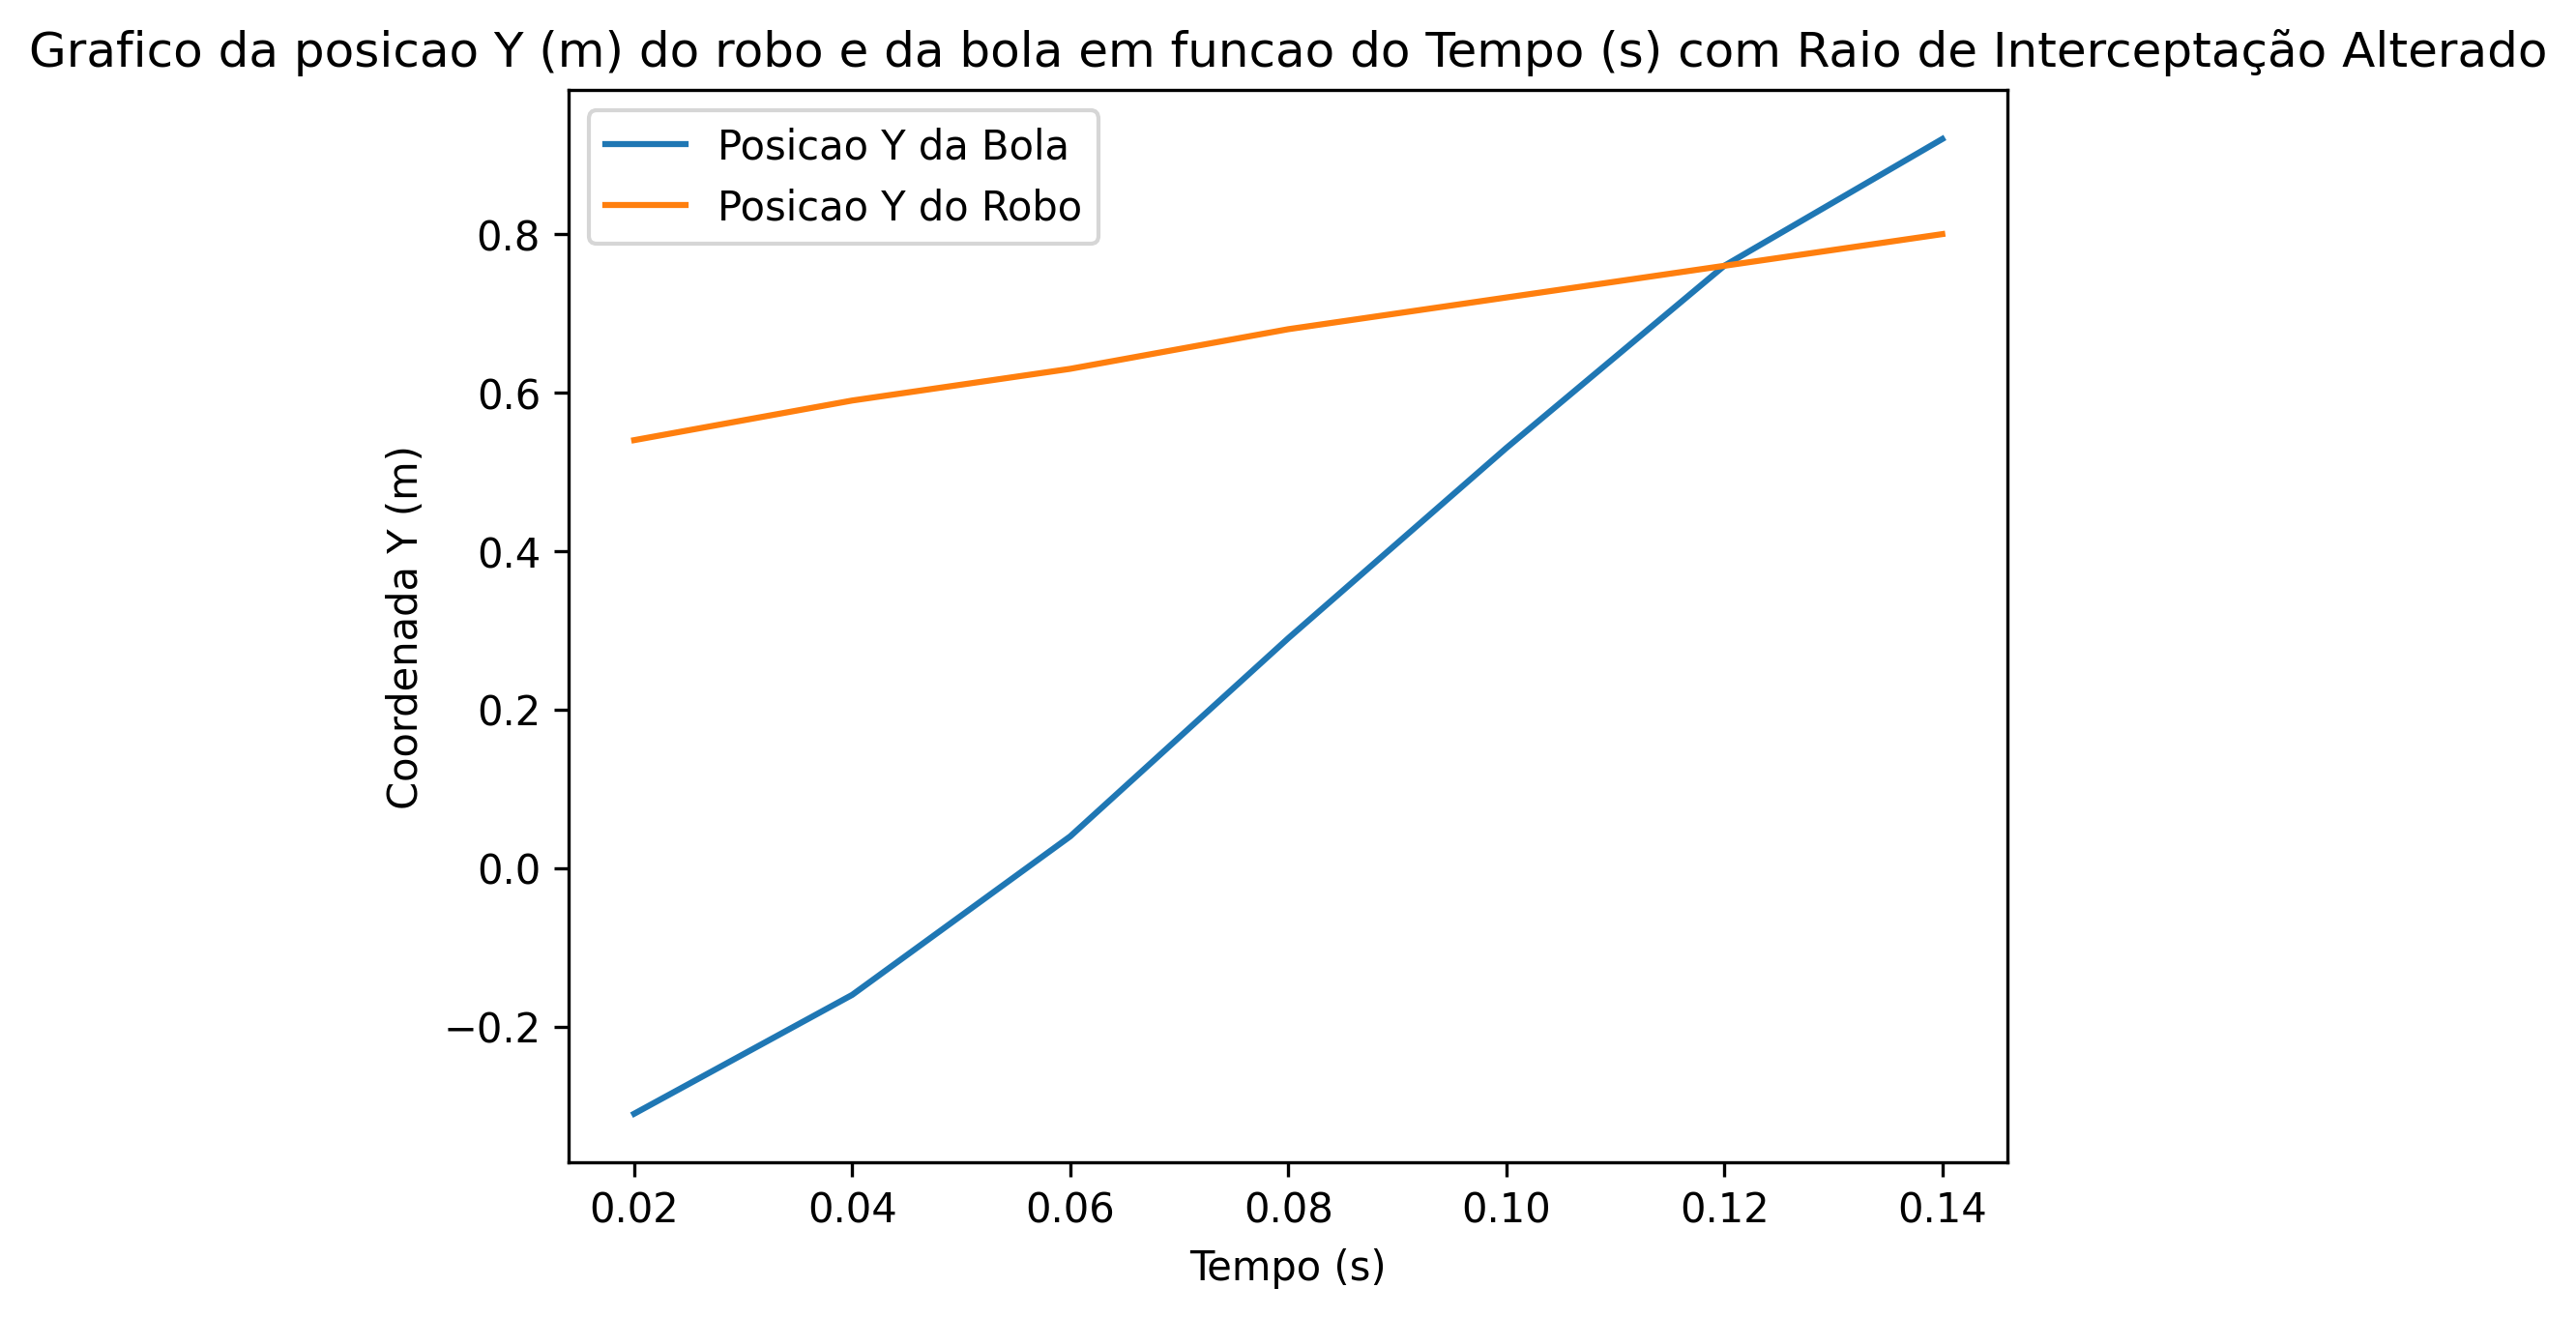 Grafico da posicao Y (m) do robo e da bola em funcao do Tempo (s) com Raio de Interceptação Alterado
Posicao Y da Bola
Posicao Y do Robo
0.8
0.6
0.4
0.2
0.0
−0.2
Coordenada Y (m)
0.02 0.04 0.06 0.08 0.10 0.12 0.14
Tempo (s)